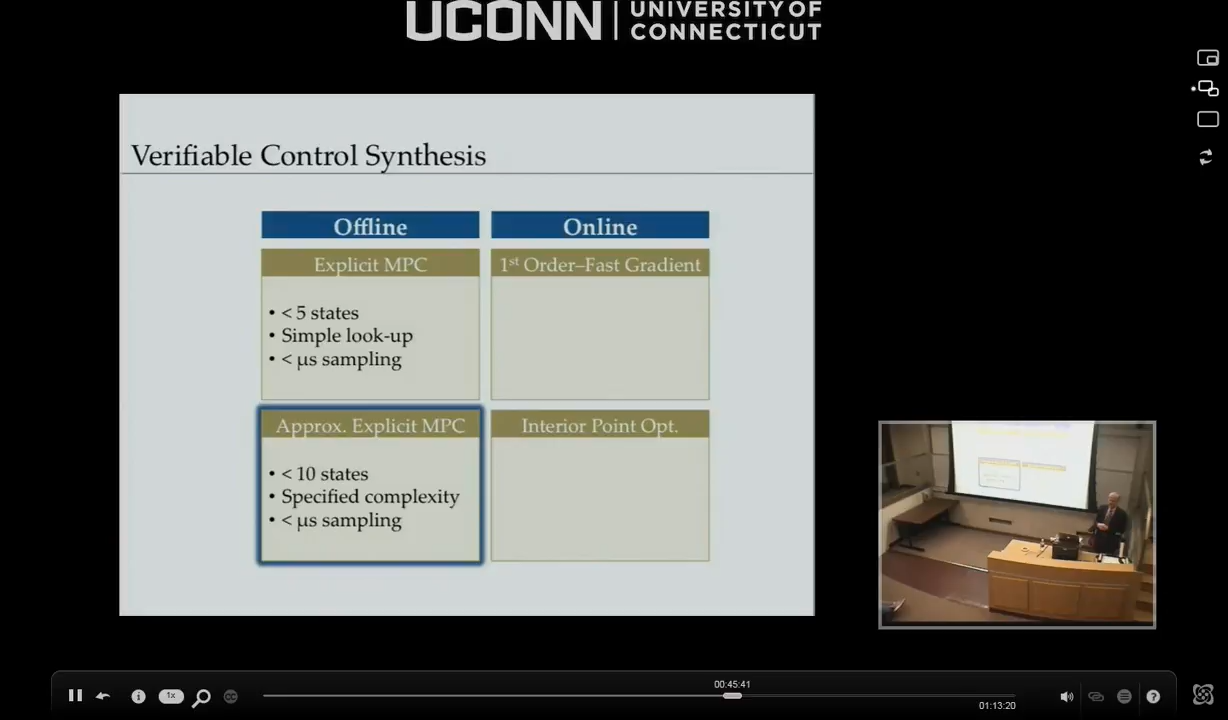 UCONN | UNIVERSITY OF
CONNECTICUT
Verifiable Control Synthesis
Offline
Online
Explicit MPC
1st Order–Fast Gradient
• < 5 states
• Simple look-up
• < µs sampling
Approx. Explicit MPC
Interior Point Opt.
• < 10 states
• Specified complexity
• < µs sampling
00:45:41
1x
01:13:20